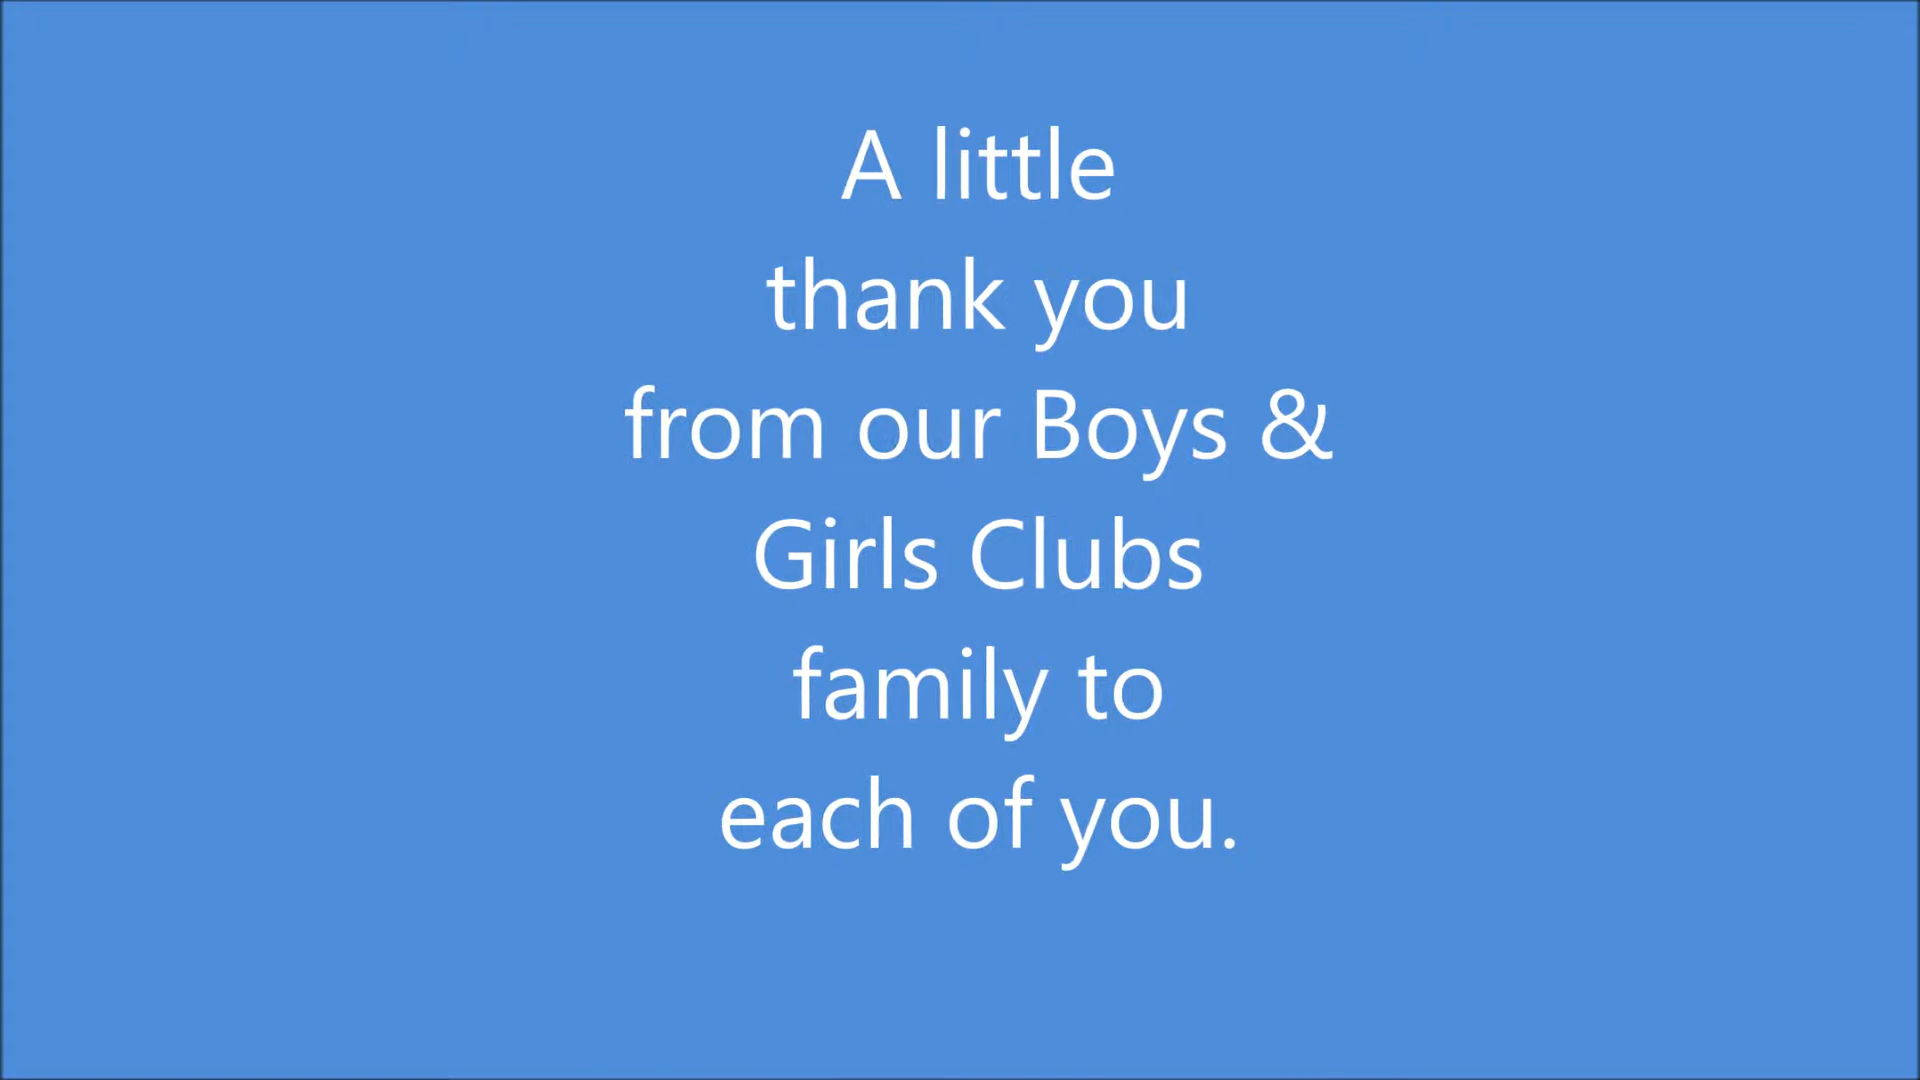 A little
thank you
from our Boys &
Girls Clubs
family to
each of you.